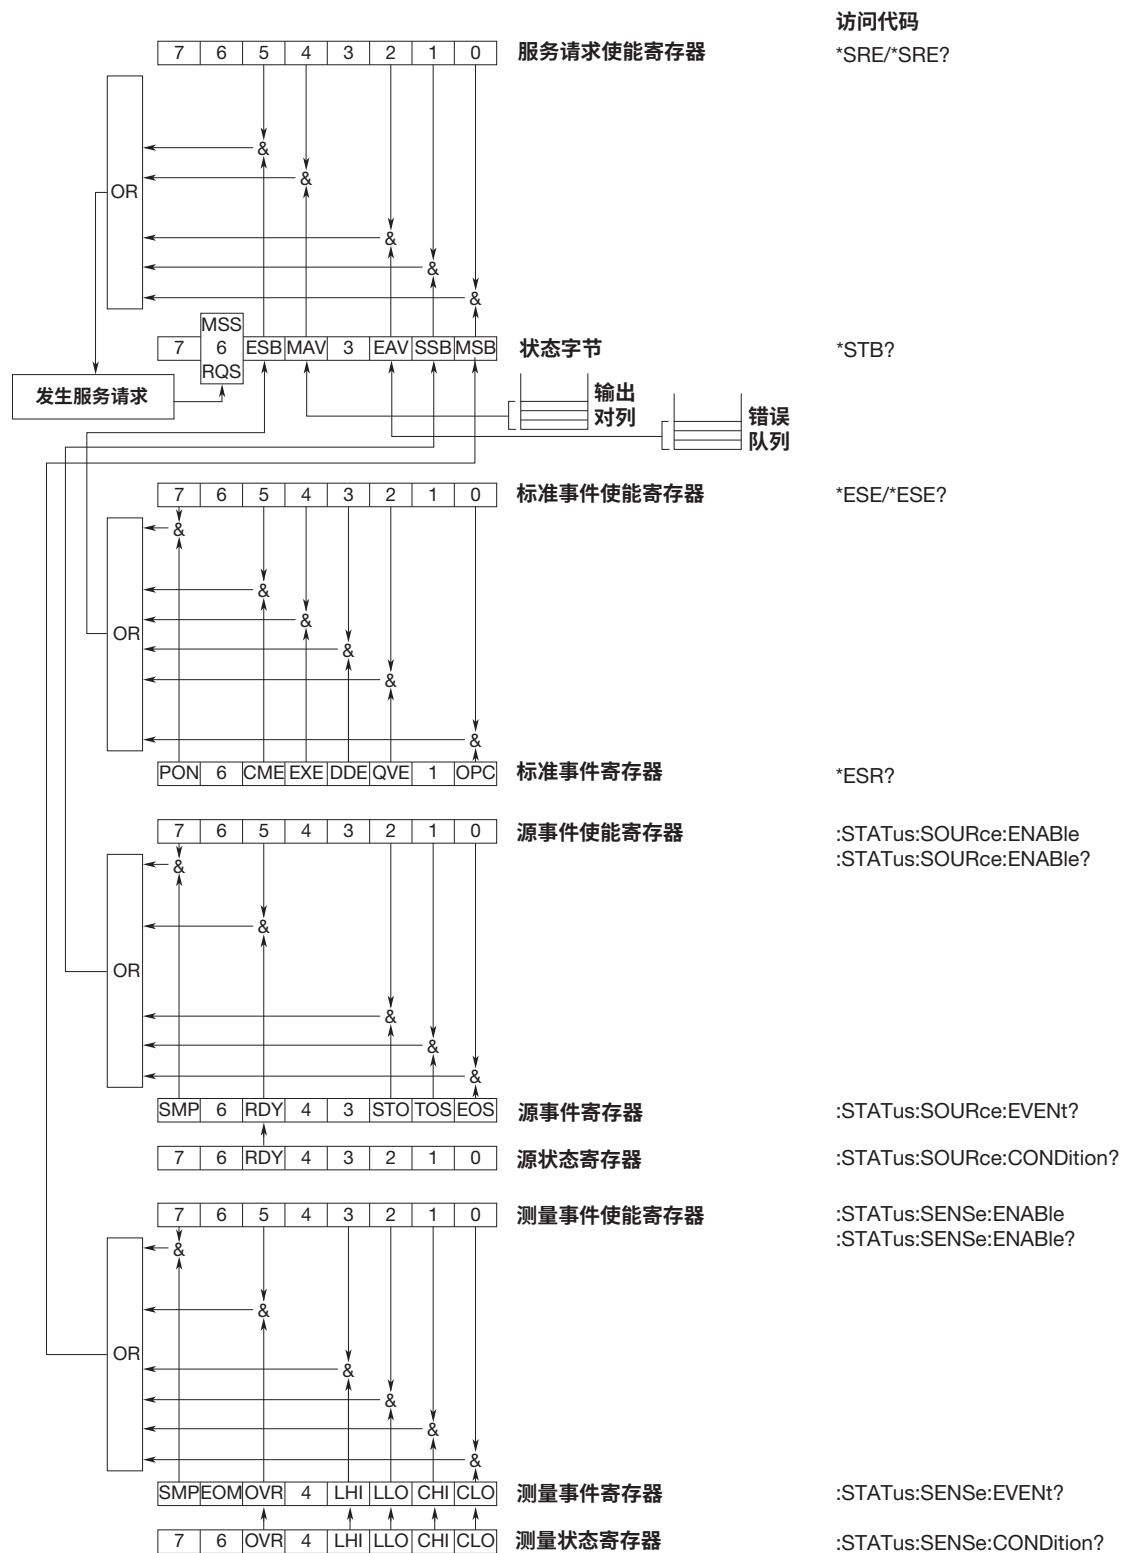 访问代码
7 6 5 4 3 2 1 0 服务请求使能寄存器 *SRE/*SRE?
&
&
OR
&
&
&
MSS
7 6 ESB MAV 3 EAV SSB MSB 状态字节 *STB?
RQS
发生服务请求
输出
对列
错误
队列
7 6 5 4 3 2 1 0 标准事件使能寄存器 *ESE/*ESE?
&
&
&
OR
&
&
&
PON 6 CME EXE DDE QVE 1 OPC 标准事件寄存器 *ESR?
7 6 5 4 3 2 1 0 源事件使能寄存器 :STATus:SOURce:ENABle
:STATus:SOURce:ENABle?
&
&
OR
&
&
&
SMP 6 RDY 4 3 STO TOS EOS 源事件寄存器 :STATus:SOURce:EVENt?
7 6 RDY 4 3 2 1 0 源状态寄存器 :STATus:SOURce:CONDition?
7 6 5 4 3 2 1 0 测量事件使能寄存器 :STATus:SENSe:ENABle
:STATus:SENSe:ENABle?
&
&
OR
&
&
&
&
SMP EOM OVR 4 LHI LLO CHI CLO 测量事件寄存器 :STATus:SENSe:EVENt?
7 6 OVR 4 LHI LLO CHI CLO 测量状态寄存器 :STATus:SENSe:CONDition?